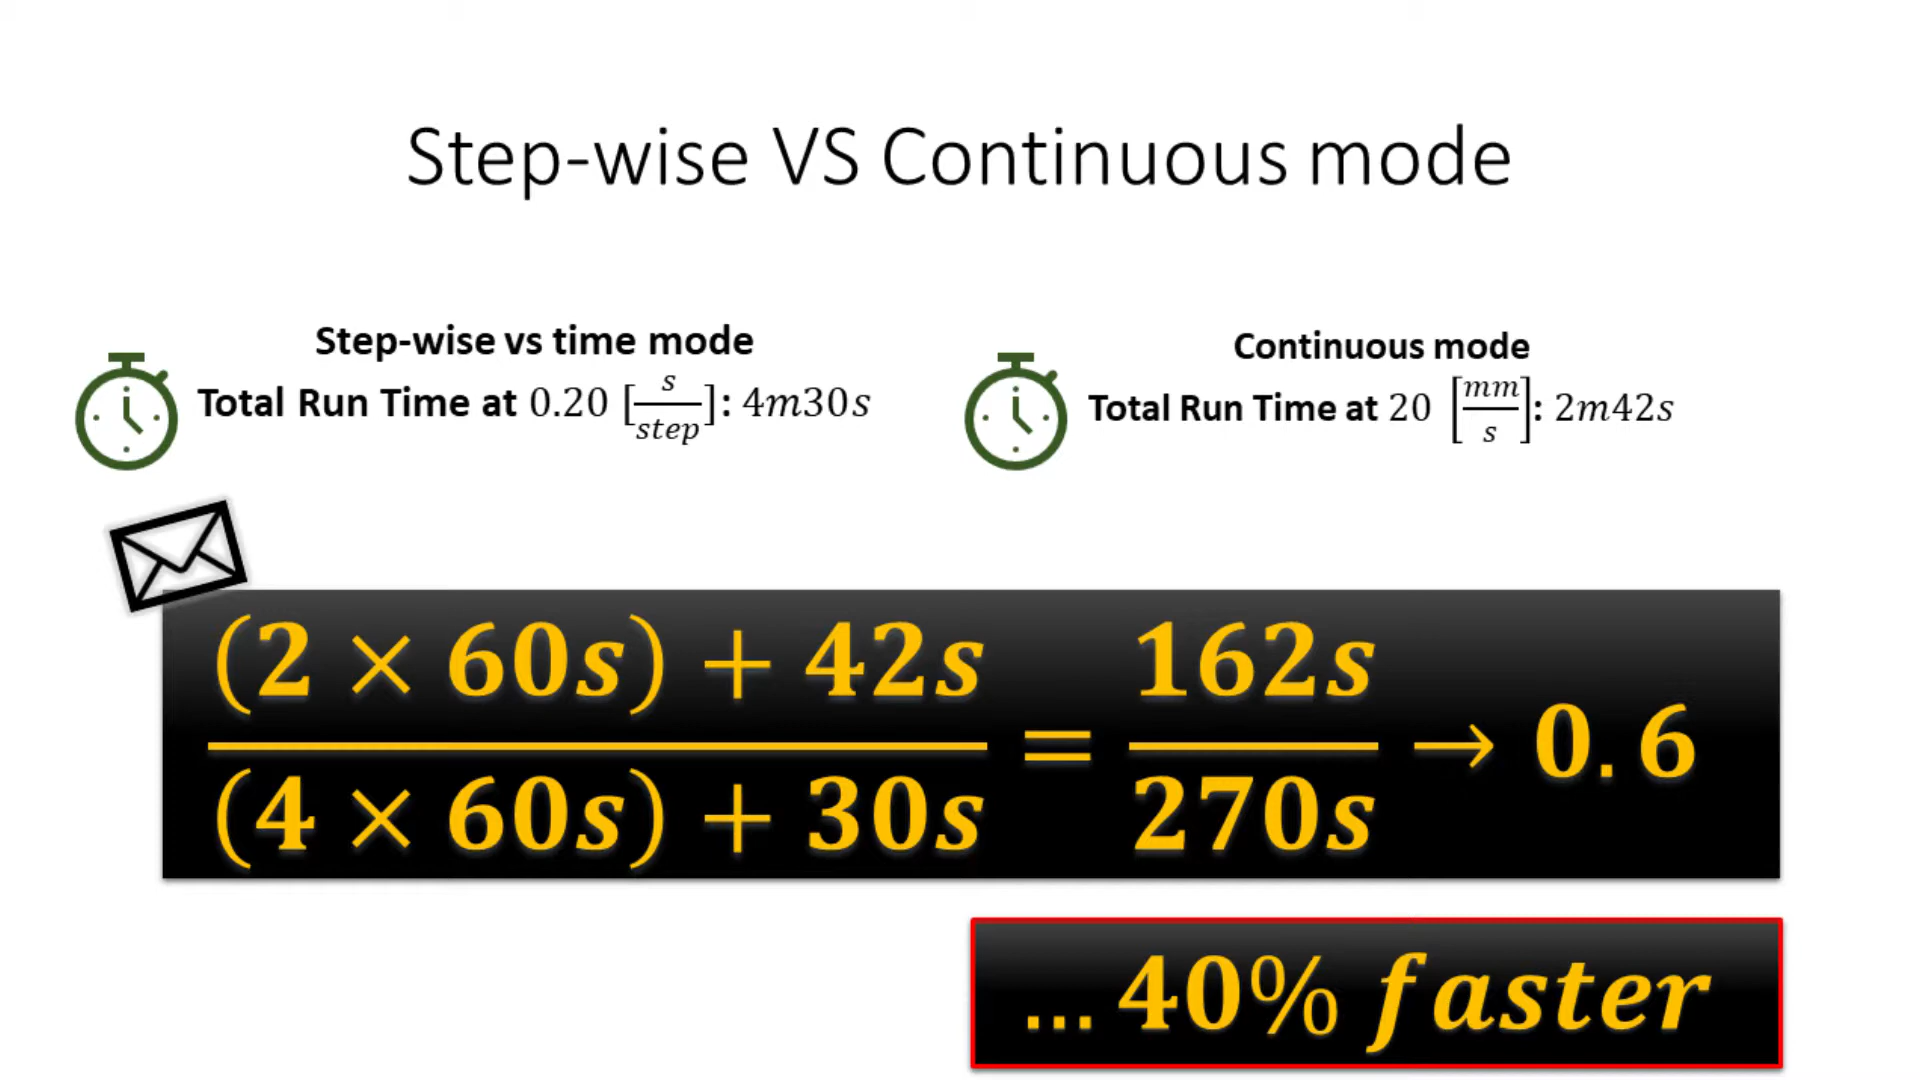 Step-wise VS Continuous mode
Step-wise vs time mode
Total Run Time at 0.20 [s/step]: 4m30s
Continuous mode
Total Run Time at 20 [mm/s]: 2m42s
(2 × 60s) + 42s / (4 × 60s) + 30s = 162s / 270s → 0.6
... 40% faster